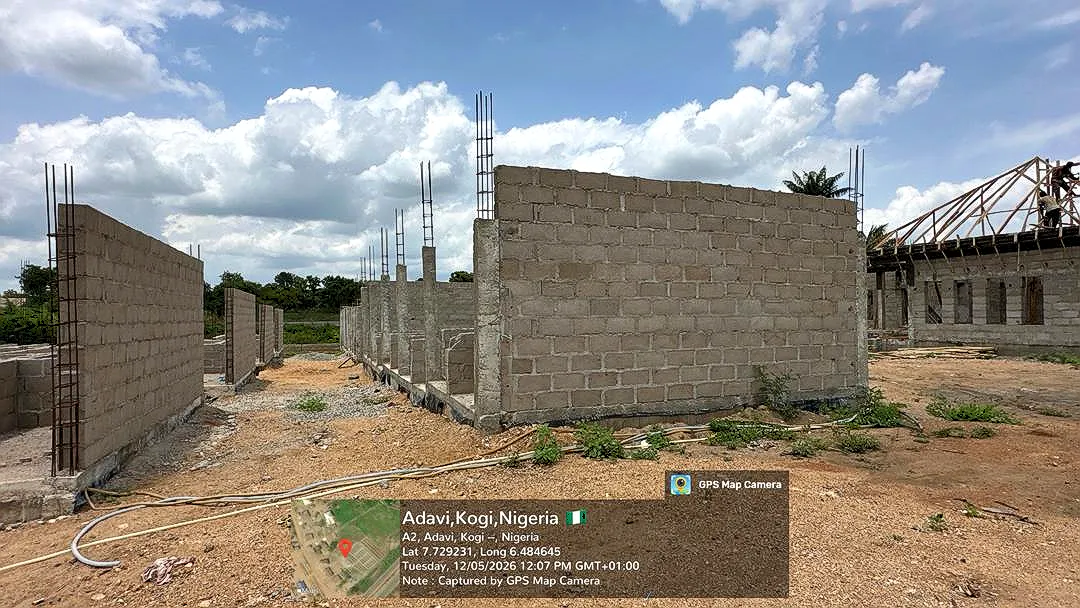 GPS Map Camera
Adavi,Kogi,Nigeria
A2, Adavi, Kogi –, Nigeria
Lat 7.729231, Long 6.484645
Tuesday, 12/05/2026 12:07 PM GMT+01:00
Note : Captured by GPS Map Camera